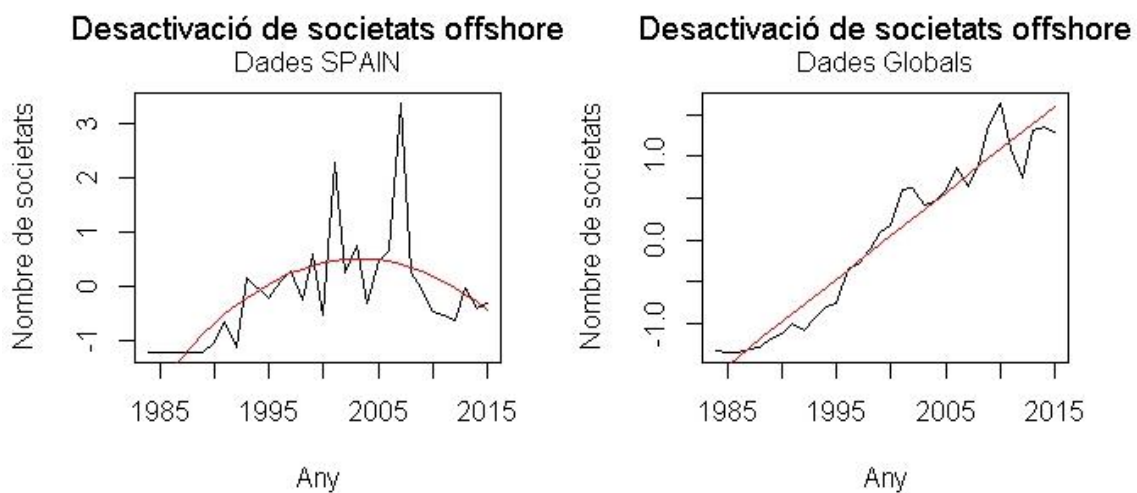 Desactivació de societats offshore
Dades SPAIN
Nombre de societats
3
2
1
0
-1
1985 1995 2005 2015
Any
Desactivació de societats offshore
Dades Globals
Nombre de societats
1.0
0.0
-1.0
1985 1995 2005 2015
Any